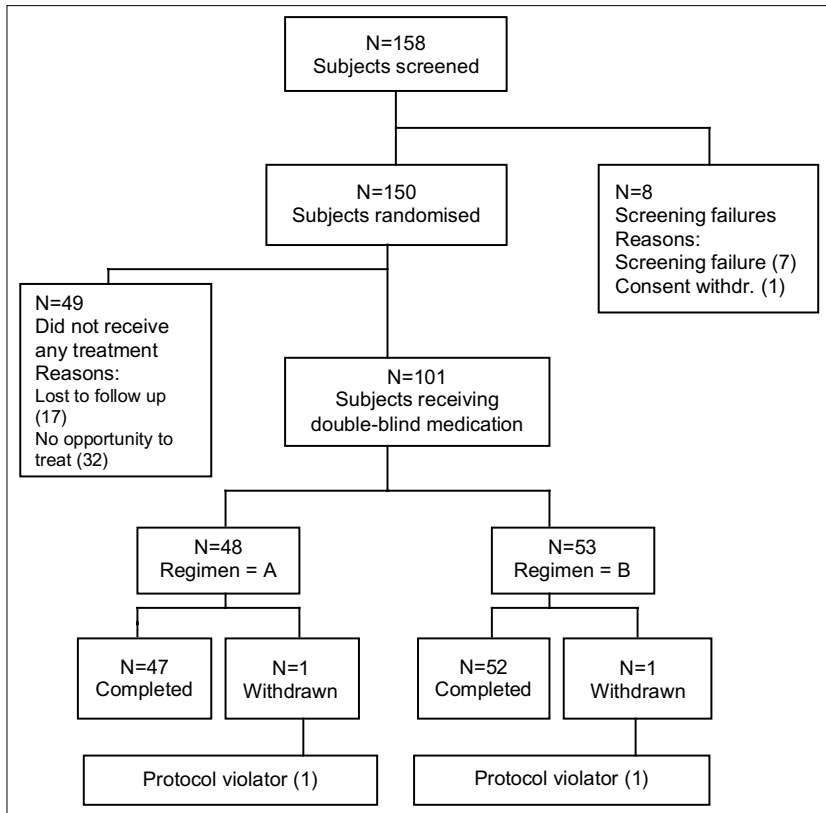 N=158
Subjects screened
N=150
Subjects randomised
N=8
Screening failures
Reasons:
Screening failure (7)
Consent withdr. (1)
N=49
Did not receive
any treatment
Reasons:
Lost to follow up
(17)
No opportunity to
treat (32)
N=101
Subjects receiving
double-blind medication
N=48
Regimen = A
N=53
Regimen = B
N=47
Completed
N=1
Withdrawn
N=52
Completed
N=1
Withdrawn
Protocol violator (1)
Protocol violator (1)